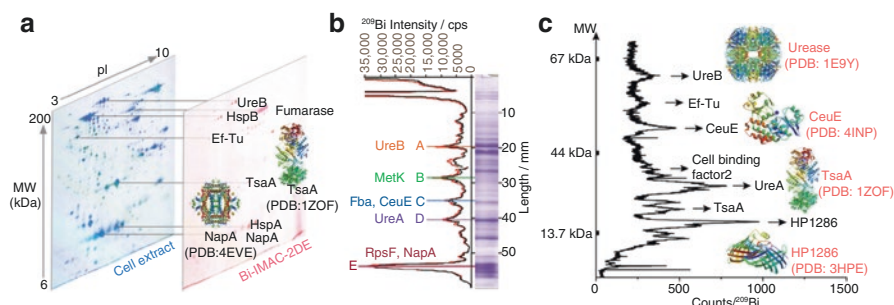 a
pI
10
3
200
MW
(kDa)
6
UreB
HspB
Fumarase
Ef-Tu
TsaA
TsaA
(PDB:1ZOF)
HspA
NapA
NapA
(PDB:4EVE)
Cell extract
Bi-IMAC-2DE
b
²⁰⁹Bi Intensity / cps
35,000
30,000
25,000
20,000
15,000
10,000
5000
0
UreB A
MetK B
Fba, CeuE C
UreA D
RpsF, NapA
E
10
20
30
40
50
Length / mm
c
MW
67 kDa
44 kDa
13.7 kDa
UreB
Ef-Tu
CeuE
Cell binding
factor2
UreA
TsaA
HP1286
Urease
(PDB: 1E9Y)
CeuE
(PDB: 4INP)
TsaA
(PDB: 1ZOF)
HP1286
(PDB: 3HPE)
0
500
1000
1500
Counts/²⁰⁹Bi